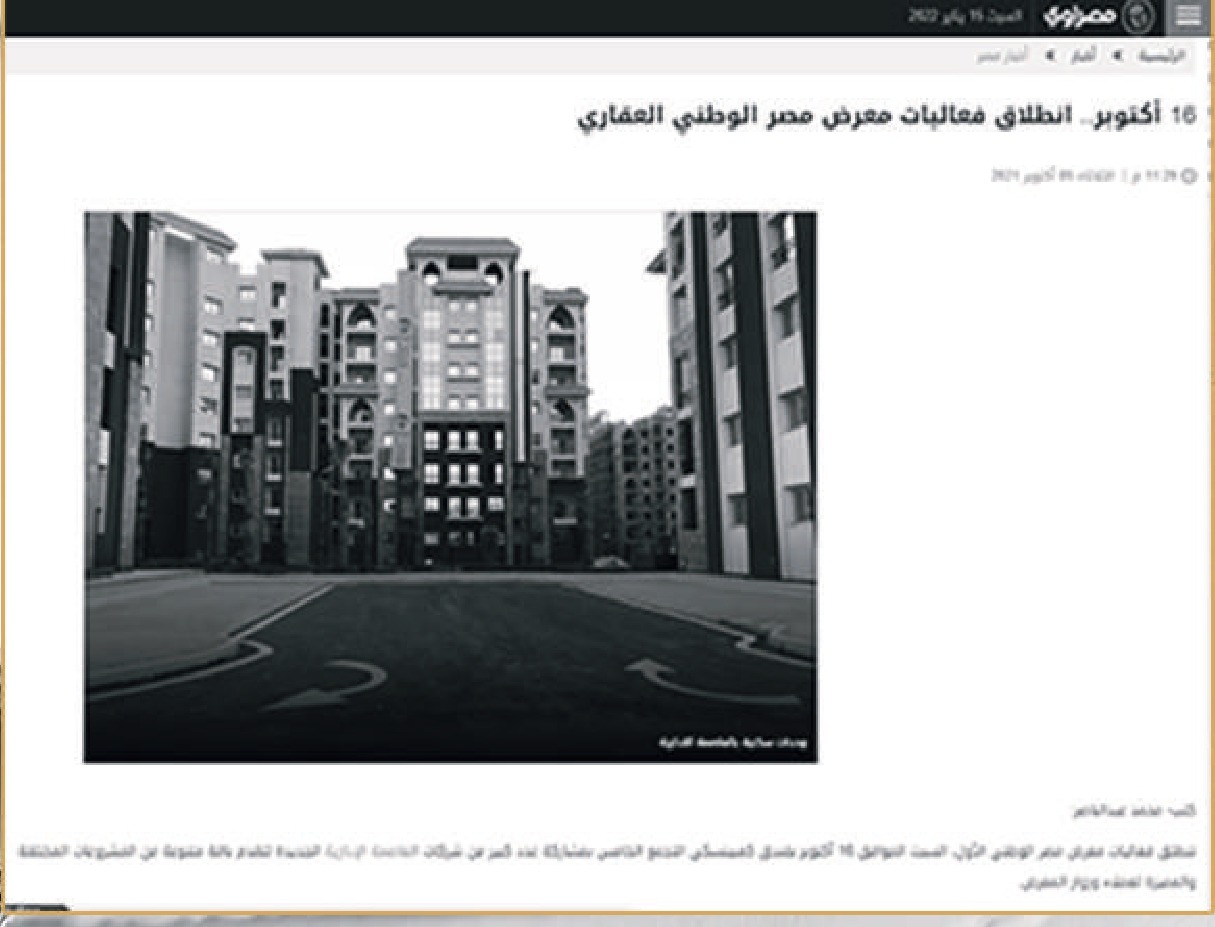 مصراوي
السبت 15 يناير 2022
الرئيسية أخبار أخبار مصر
16 أكتوبر.. انطلاق فعاليات معرض مصر الوطني العقاري
11:29 م | الثلاثاء 05 أكتوبر 2021
وحدات سكنية بالعاصمة الإدارية
كتب- محمد عبدالناصر:
تنطلق فعاليات معرض مصر الوطني الأول، السبت الموافق 16 أكتوبر بفندق كمبينسكي التجمع الخامس بمشاركة عدد كبير من شركات العاصمة الإدارية الجديدة لتقدم باقة متنوعة من المشروعات المختلفة
والمميزة لعملاء وزوار المعرض.